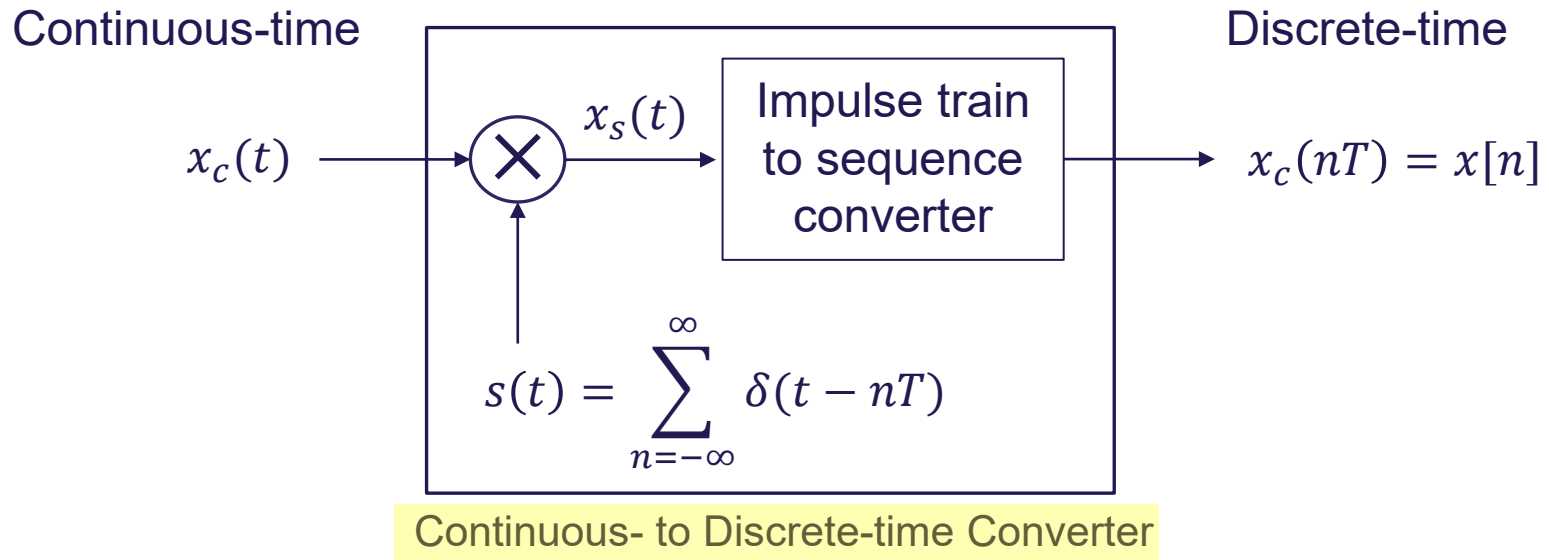 Continuous-time
Discrete-time
x_s(t)
Impulse train
to sequence
converter
x_c(t)
×
x_c(nT) = x[n]
s(t) = ∑_{n=−∞}^{∞} δ(t − nT)
Continuous- to Discrete-time Converter